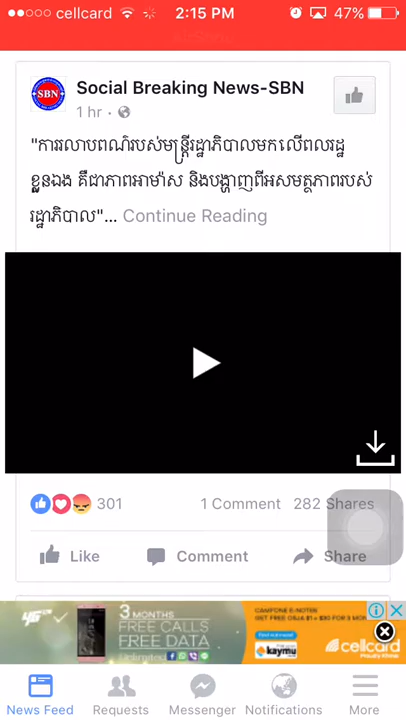 cellcard 2:15 PM 47%
SBN
Social Breaking News-SBN
1 hr
"ការលាបពណ៌របស់មន្ត្រីរដ្ឋាភិបាលមកលើពលរដ្ឋ
ខ្លួនឯង គឺជាភាពអាម៉ាស និងបង្ហាញពីអសមត្ថភាពរបស់
រដ្ឋាភិបាល"... Continue Reading
301 1 Comment 282 Shares
Like Comment Share
4G
3 MONTHS
FREE CALLS
FREE DATA
Unlimited
kaymu
cellcard
News Feed Requests Messenger Notifications More